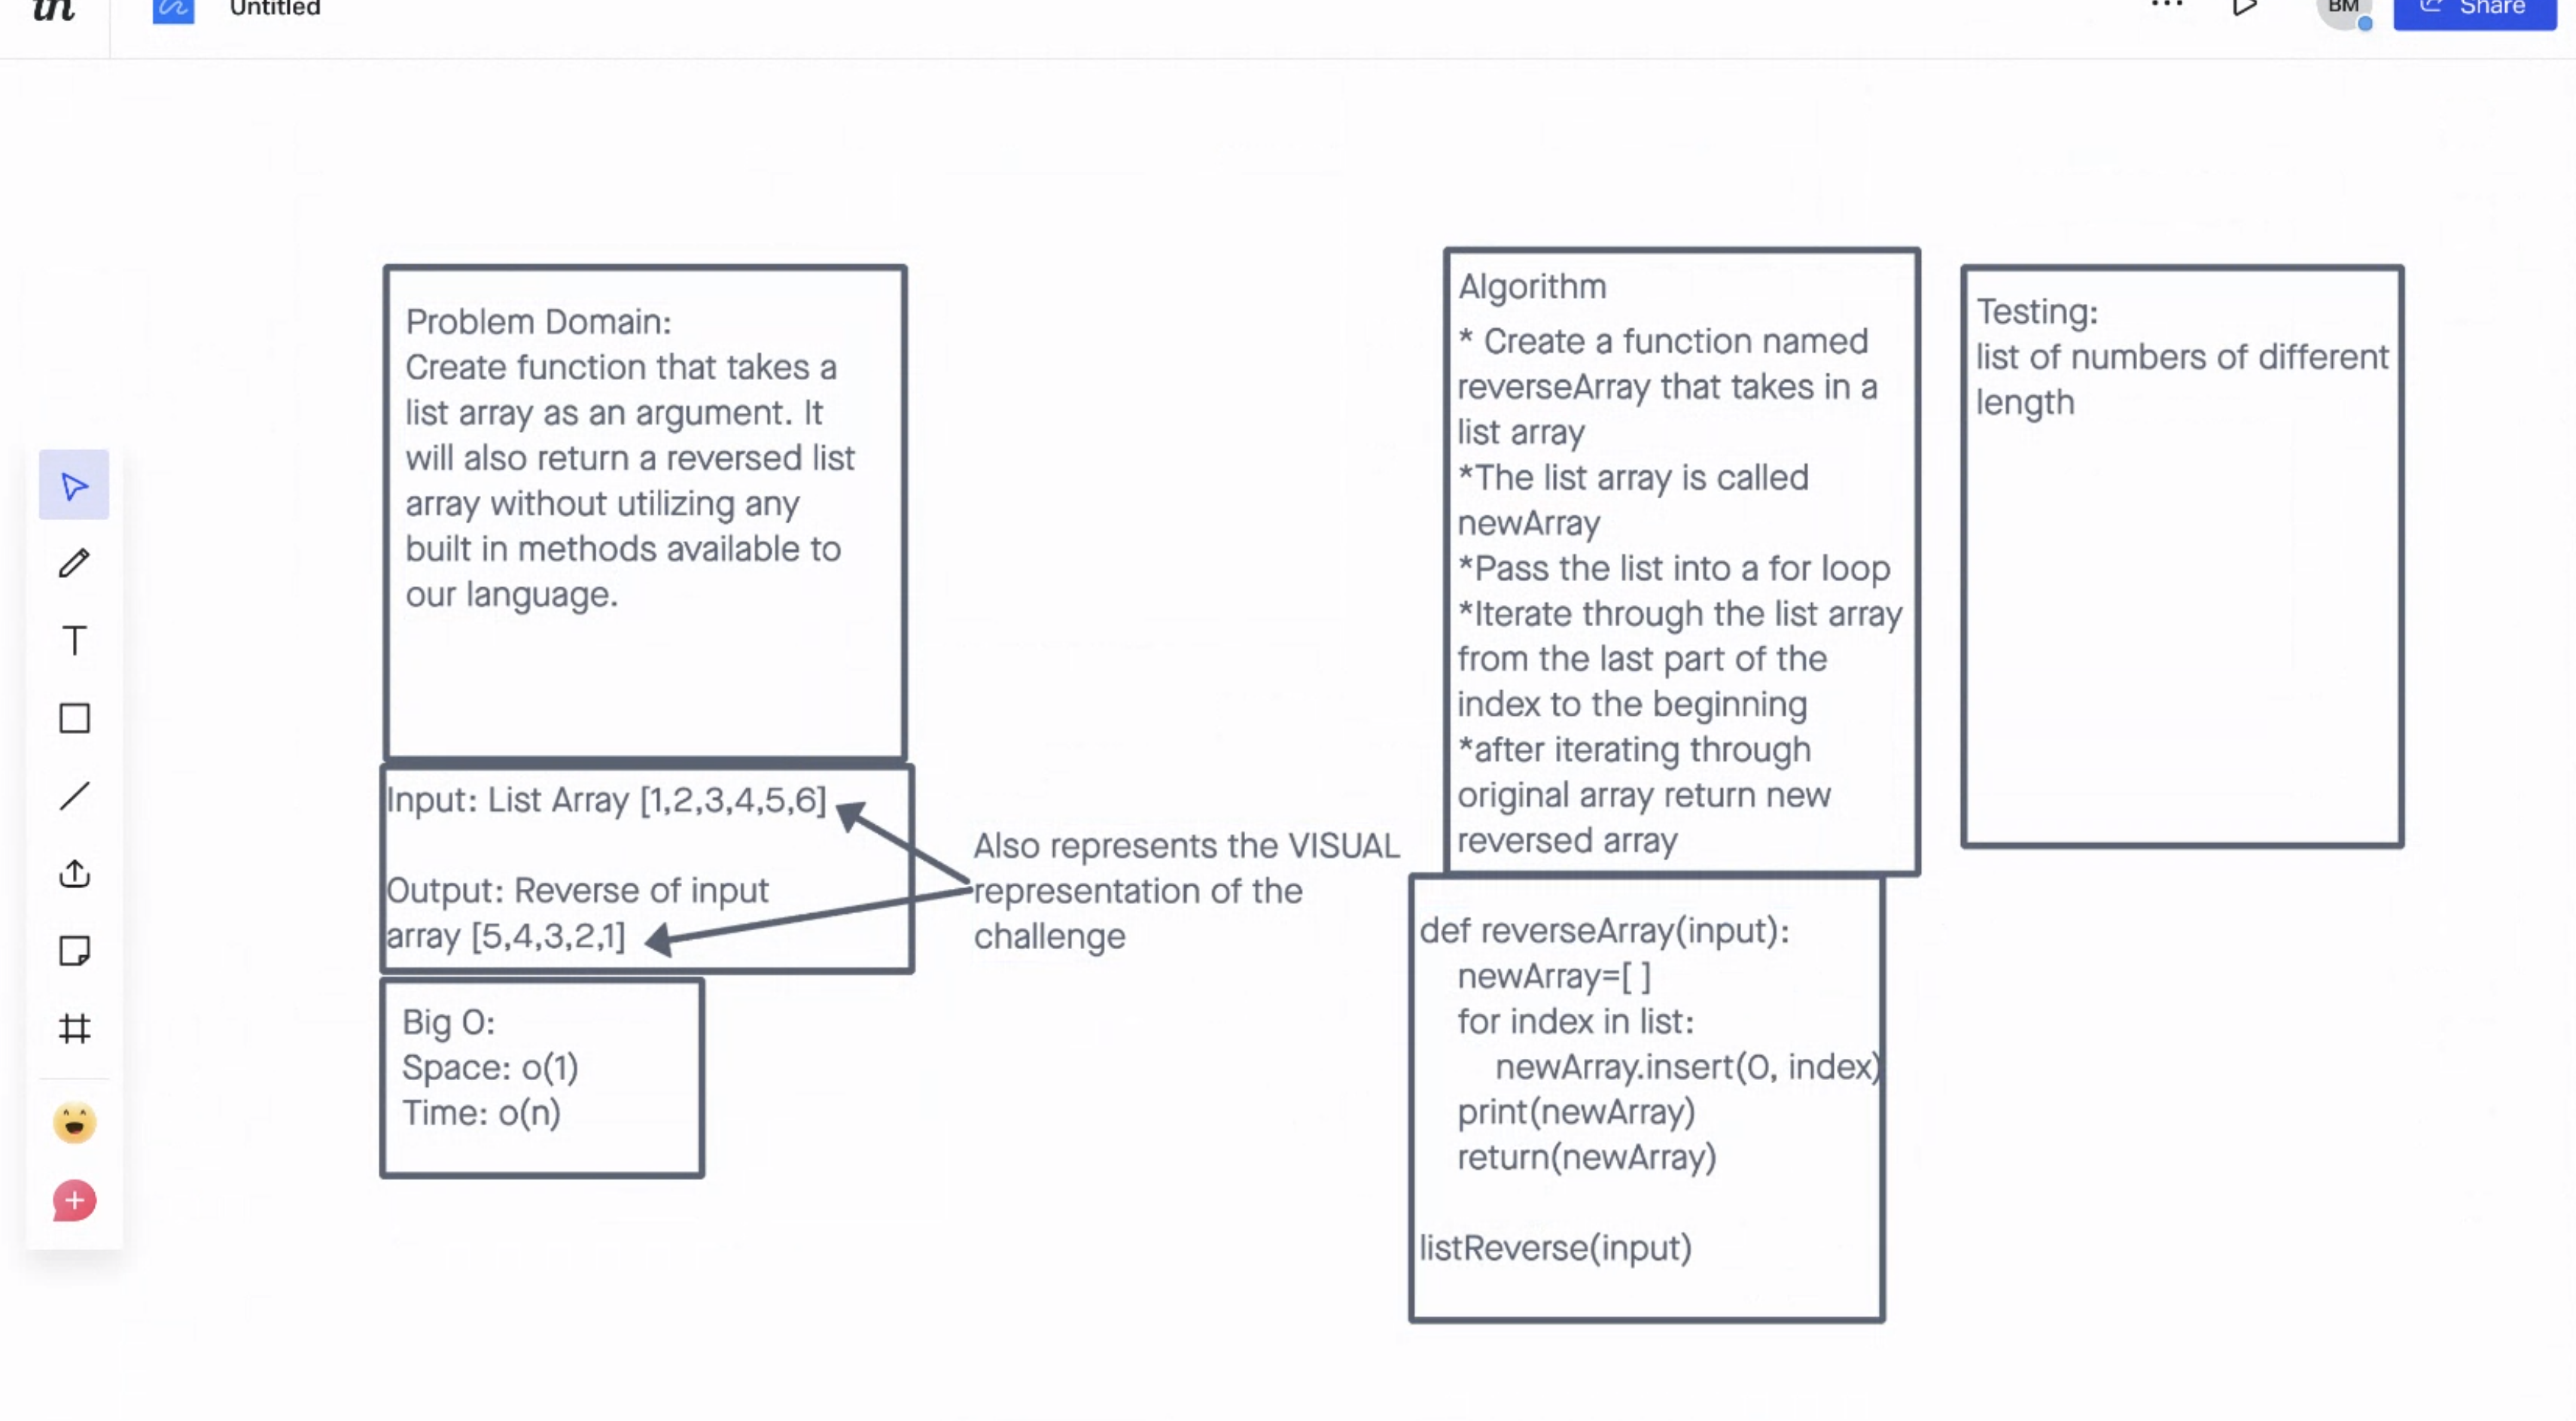 in
Untitled
BM
Share
Problem Domain:
Create function that takes a
list array as an argument. It
will also return a reversed list
array without utilizing any
built in methods available to
our language.
Input: List Array [1,2,3,4,5,6]
Output: Reverse of input
array [5,4,3,2,1]
Also represents the VISUAL
representation of the
challenge
Big O:
Space: o(1)
Time: o(n)
Algorithm
* Create a function named
reverseArray that takes in a
list array
*The list array is called
newArray
*Pass the list into a for loop
*Iterate through the list array
from the last part of the
index to the beginning
*after iterating through
original array return new
reversed array
def reverseArray(input):
newArray=[ ]
for index in list:
newArray.insert(0, index)
print(newArray)
return(newArray)
listReverse(input)
Testing:
list of numbers of different
length
T